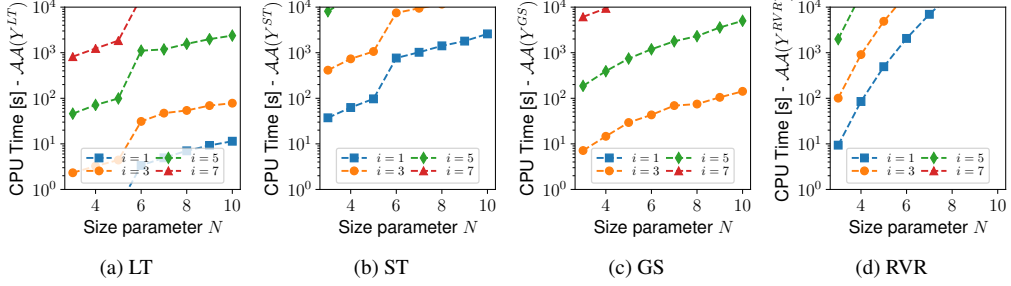 CPU Time [s] - 𝒜𝒜(Y^{LT})
10^4
10^3
10^2
10^1
10^0
i = 1
i = 3
i = 5
i = 7
4
6
8
10
Size parameter N
(a) LT
CPU Time [s] - 𝒜𝒜(Y^{ST})
10^4
10^3
10^2
10^1
10^0
i = 1
i = 3
i = 5
i = 7
4
6
8
10
Size parameter N
(b) ST
CPU Time [s] - 𝒜𝒜(Y^{GS})
10^4
10^3
10^2
10^1
10^0
i = 1
i = 3
i = 5
i = 7
4
6
8
10
Size parameter N
(c) GS
CPU Time [s] - 𝒜𝒜(Y^{RVR}
10^4
10^3
10^2
10^1
10^0
i = 1
i = 3
i = 5
i = 7
4
6
8
10
Size parameter N
(d) RVR